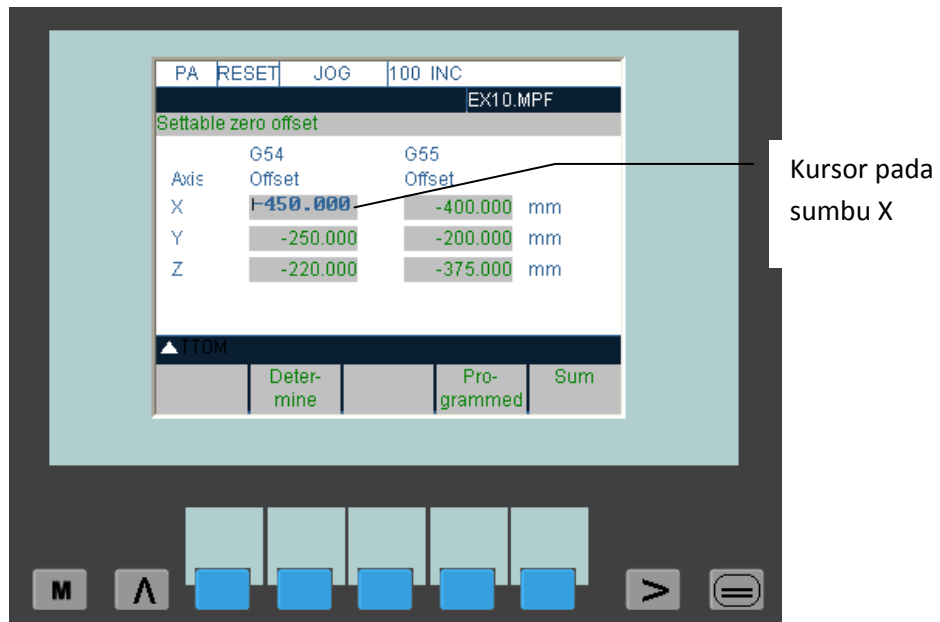 PA RESET JOG 100 INC
EX10.MPF
Settable zero offset
G54 G55
Axis Offset Offset
X -450.000 -400.000 mm
Y -250.000 -200.000 mm
Z -220.000 -375.000 mm
TTOM
Deter- Pro- Sum
mine grammed
Kursor pada
sumbu X
M Λ > =